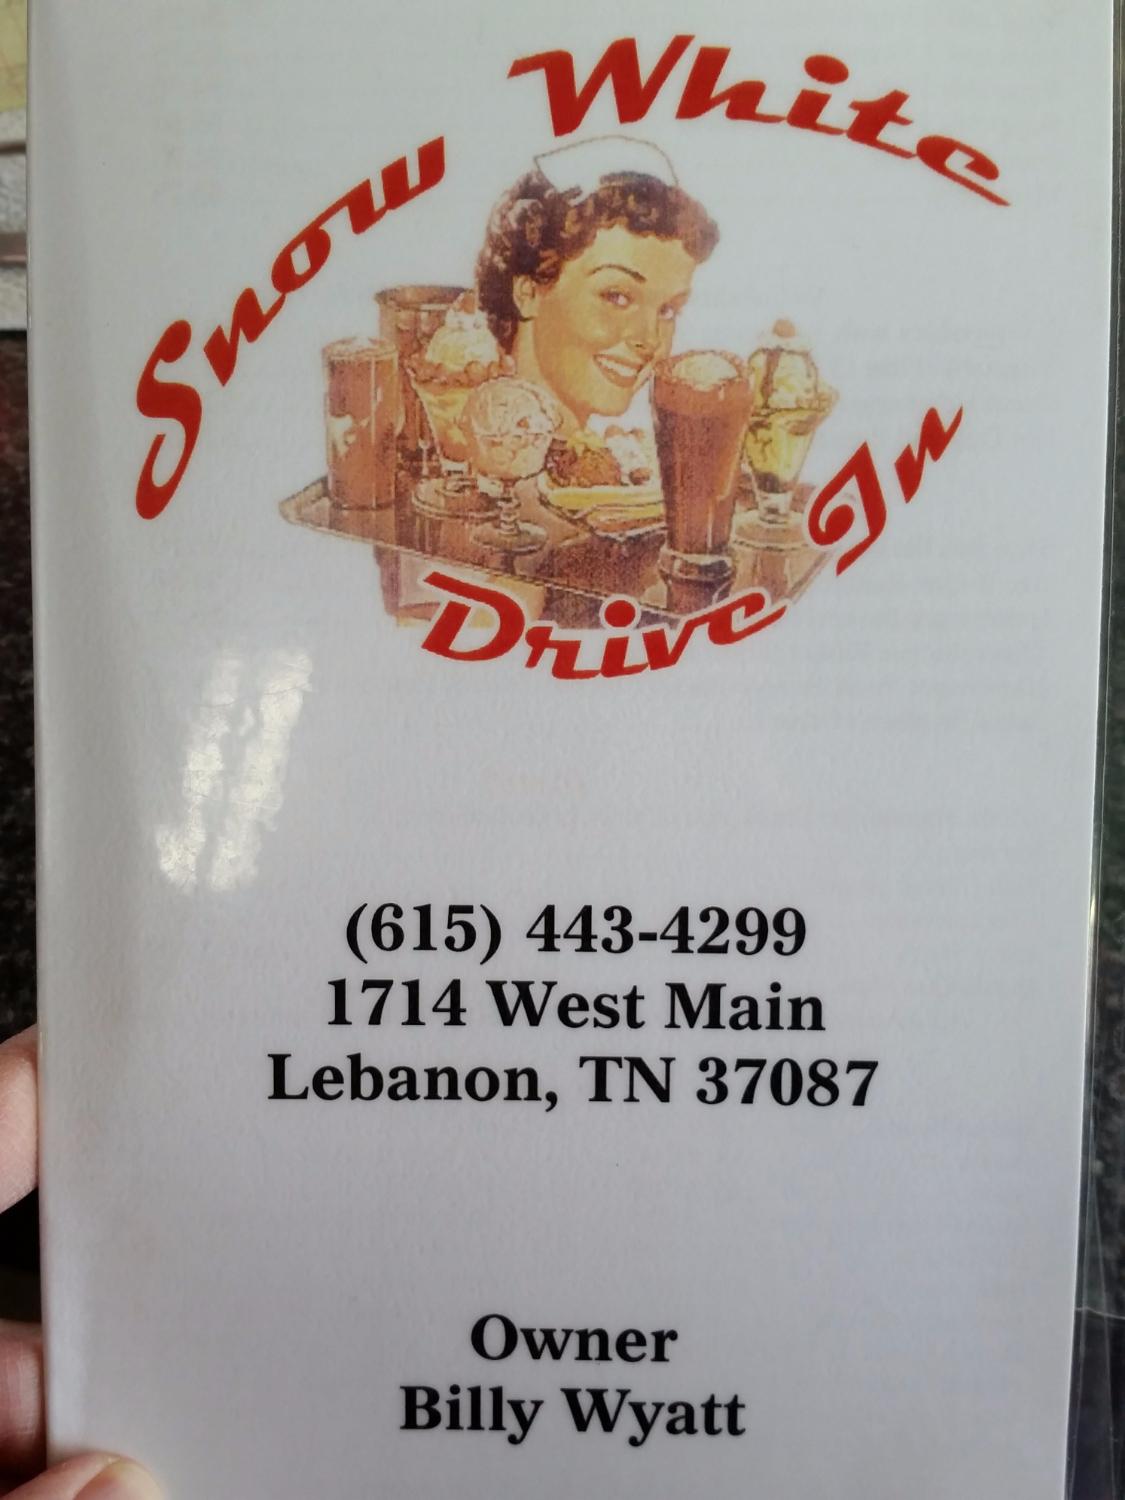 Snow White
Drive In
(615) 443-4299
1714 West Main
Lebanon, TN 37087
Owner
Billy Wyatt